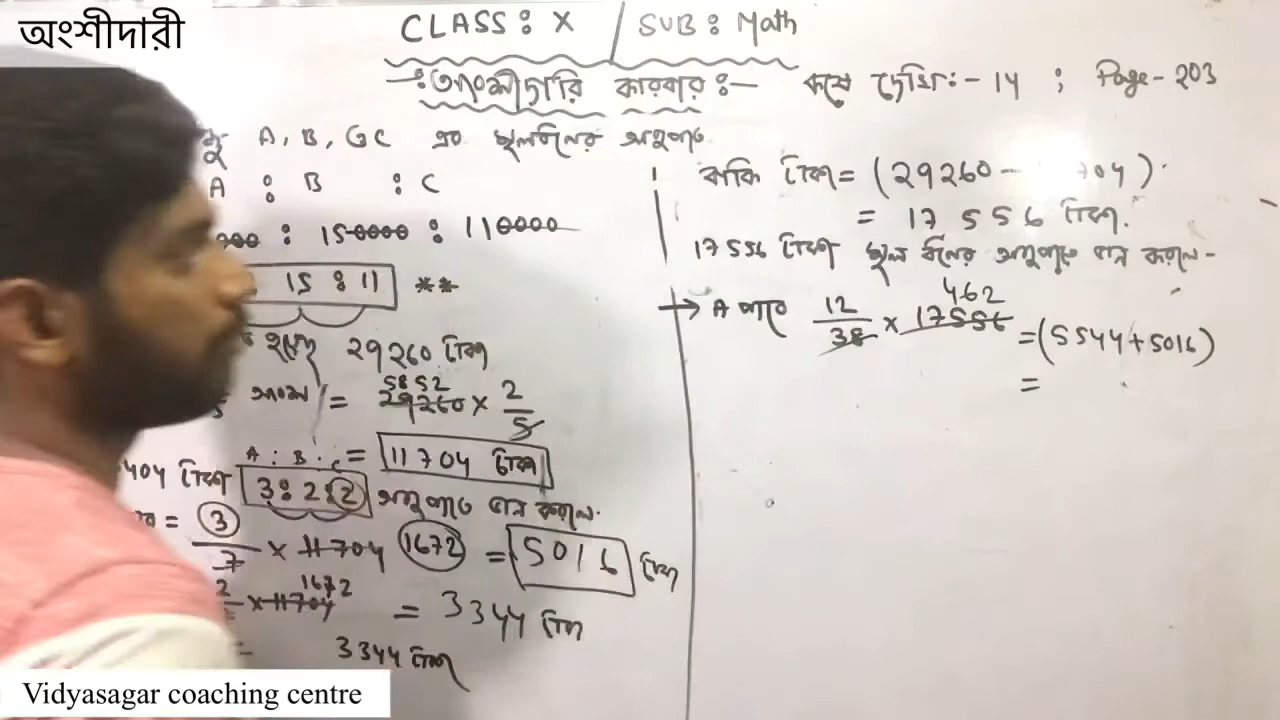 অংশীদারী
CLASS: X / SUB: Math
-:অংশীদারি কারবার:- কষে দেখি:- 14 ; Page- 203
A, B, ও C এর মূলধনের অনুপাত
A : B : C
000 : 150000 : 110000
15 : 11 **
29260 টাকা
অংশ = 29260 × 2/5
5852
= 11704 টাকা
A : B : C
404 টাকা 3:2:2 অনুপাতে ভাগ করলে
= 3/7 × 11704 1672 = 5016 টাকা
2 × 11704 1672 = 3344 টাকা
= 3344 টাকা
বাকি টাকা = (29260 - 704)
= 17556 টাকা.
17556 টাকা মূলধনের অনুপাতে ভাগ করলে-
→ A পাবে 12/38 × 17556 462 = (5544+5016)
=
Vidyasagar coaching centre